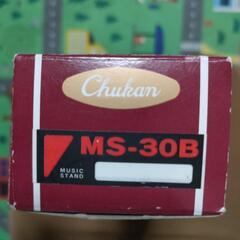 Chukan
MS-30B
MUSIC
STAND